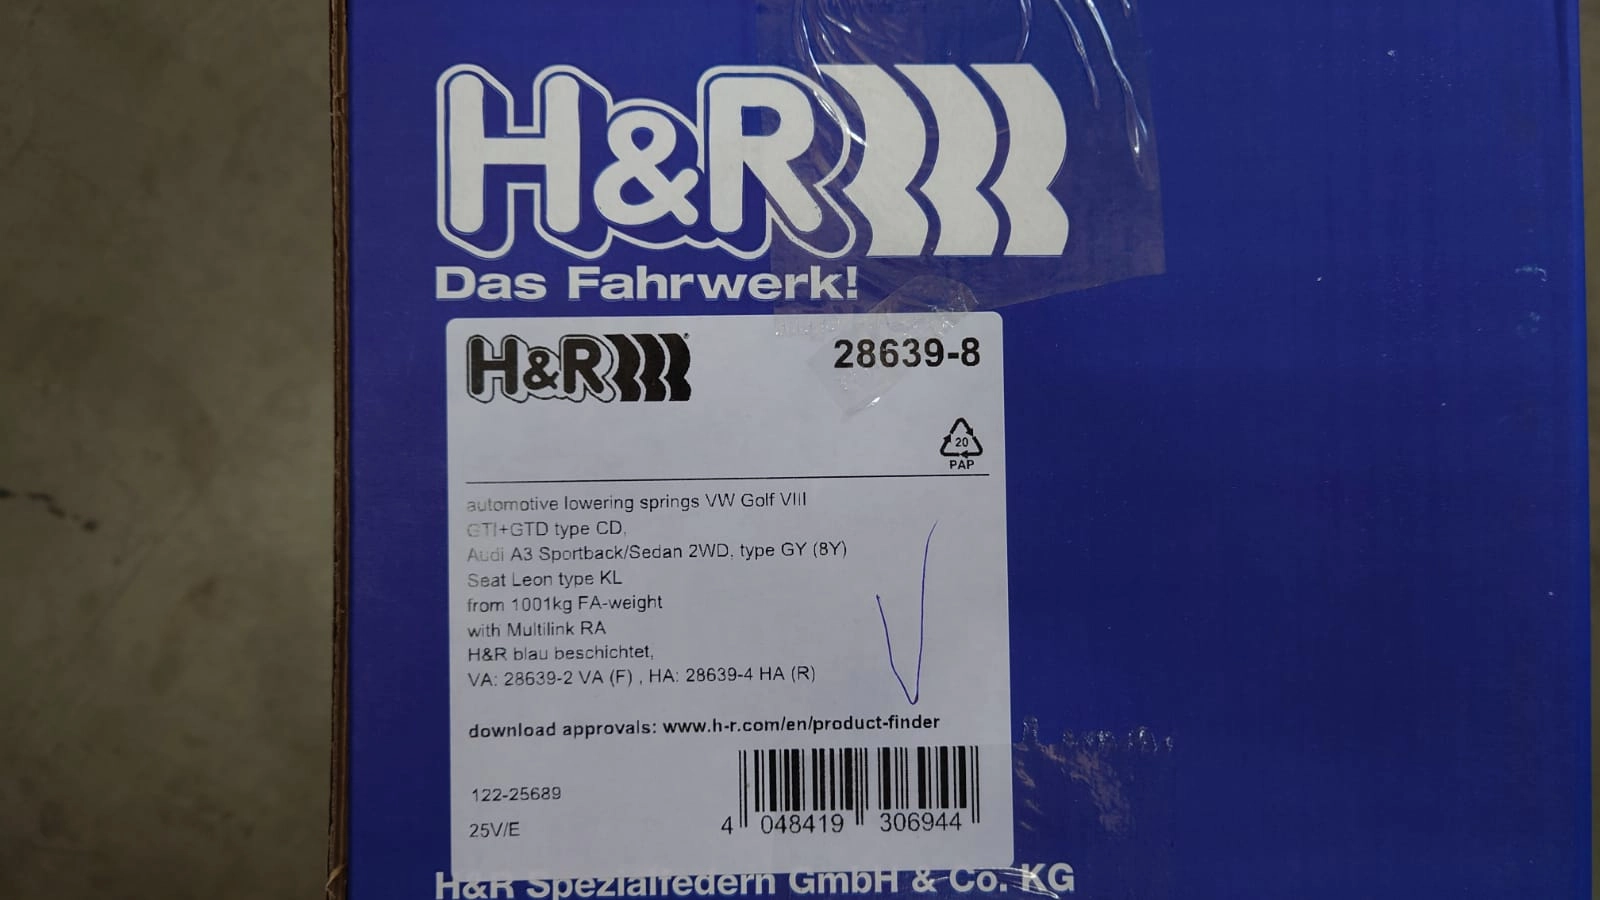 H&R
Das Fahrwerk!
H&R®
28639-8
20
PAP
automotive lowering springs VW Golf VIII
GTI+GTD type CD,
Audi A3 Sportback/Sedan 2WD, type GY (8Y)
Seat Leon type KL
from 1001kg FA-weight
with Multilink RA
H&R blau beschichtet,
VA: 28639-2 VA (F) , HA: 28639-4 HA (R)
download approvals: www.h-r.com/en/product-finder
122-25689
25V/E
4 048419 306944
H&R Spezialfedern GmbH & Co. KG